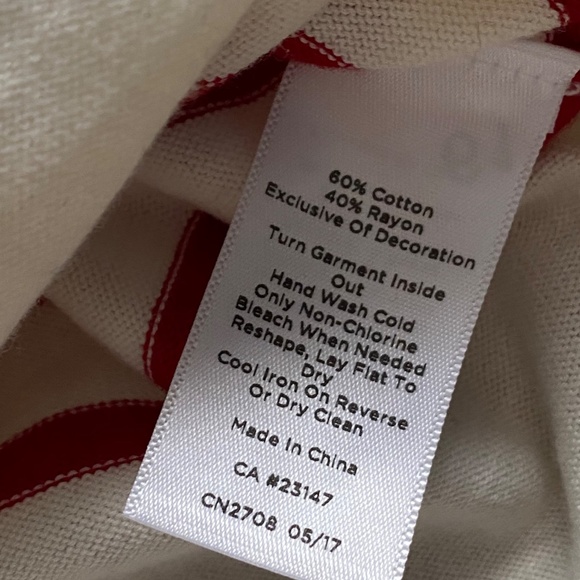 60% Cotton
40% Rayon
Exclusive Of Decoration
Turn Garment Inside
Out
Hand Wash Cold
Only Non-Chlorine
Bleach When Needed
Reshape, Lay Flat To
Dry
Cool Iron On Reverse
Or Dry Clean
Made In China
CA #23147
CN2708 05/17